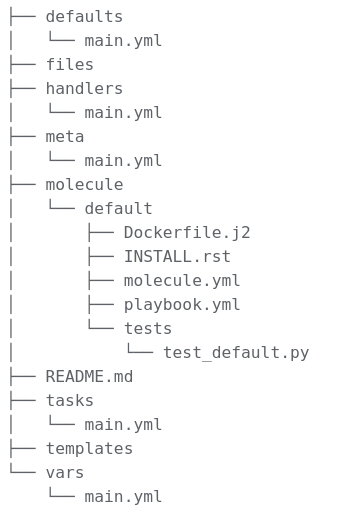 ├── defaults
│   └── main.yml
├── files
├── handlers
│   └── main.yml
├── meta
│   └── main.yml
├── molecule
│   └── default
│       ├── Dockerfile.j2
│       ├── INSTALL.rst
│       ├── molecule.yml
│       ├── playbook.yml
│       └── tests
│           └── test_default.py
├── README.md
├── tasks
│   └── main.yml
├── templates
└── vars
    └── main.yml